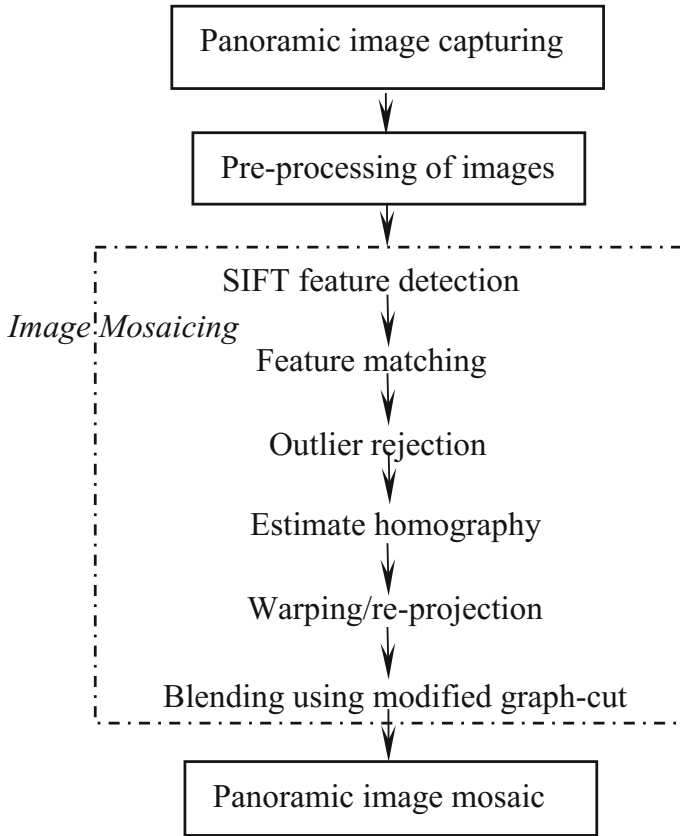 Panoramic image capturing
Pre-processing of images
SIFT feature detection
Image Mosaicing
Feature matching
Outlier rejection
Estimate homography
Warping/re-projection
Blending using modified graph-cut
Panoramic image mosaic